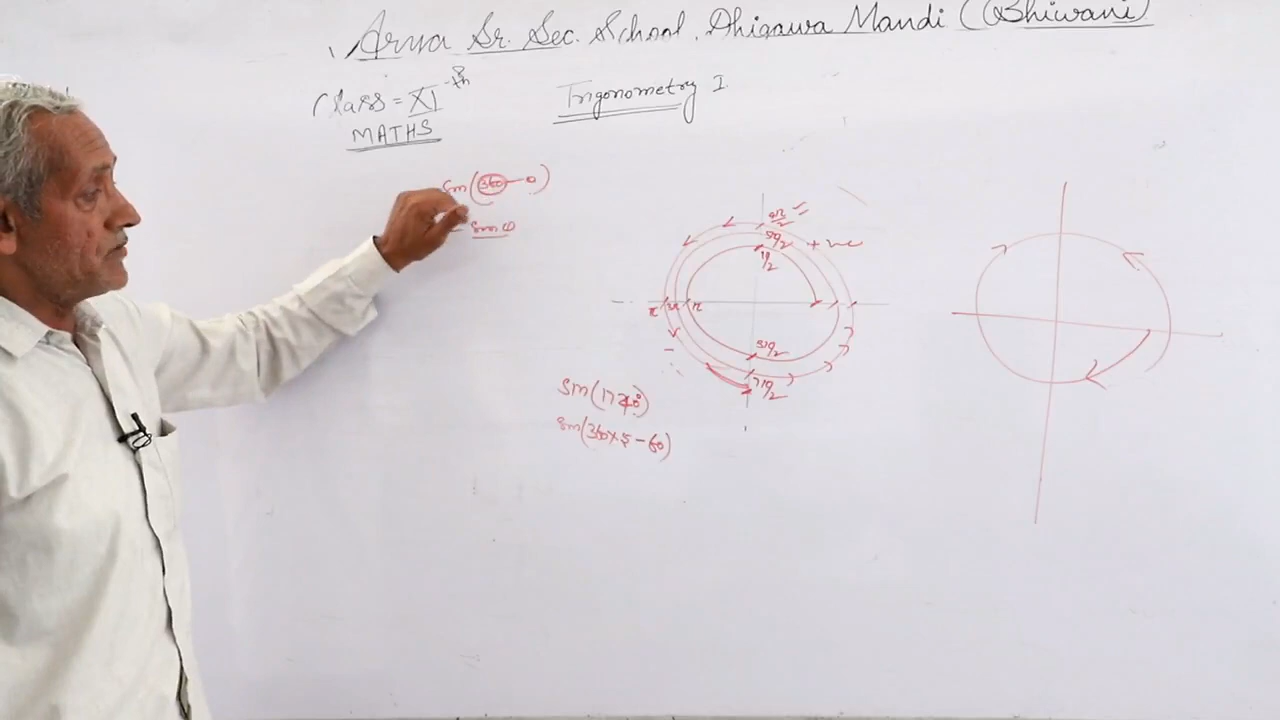 Arya Sr. Sec. School. Dhigawa Mandi (Bhiwani)
Class = XI th
MATHS
Trigonometry I
Sin(360-θ)
- Sin θ
5π/2
+ ve
π/2
π
3π/2
7π/2
Sin(1740°)
Sin(360×5-60)